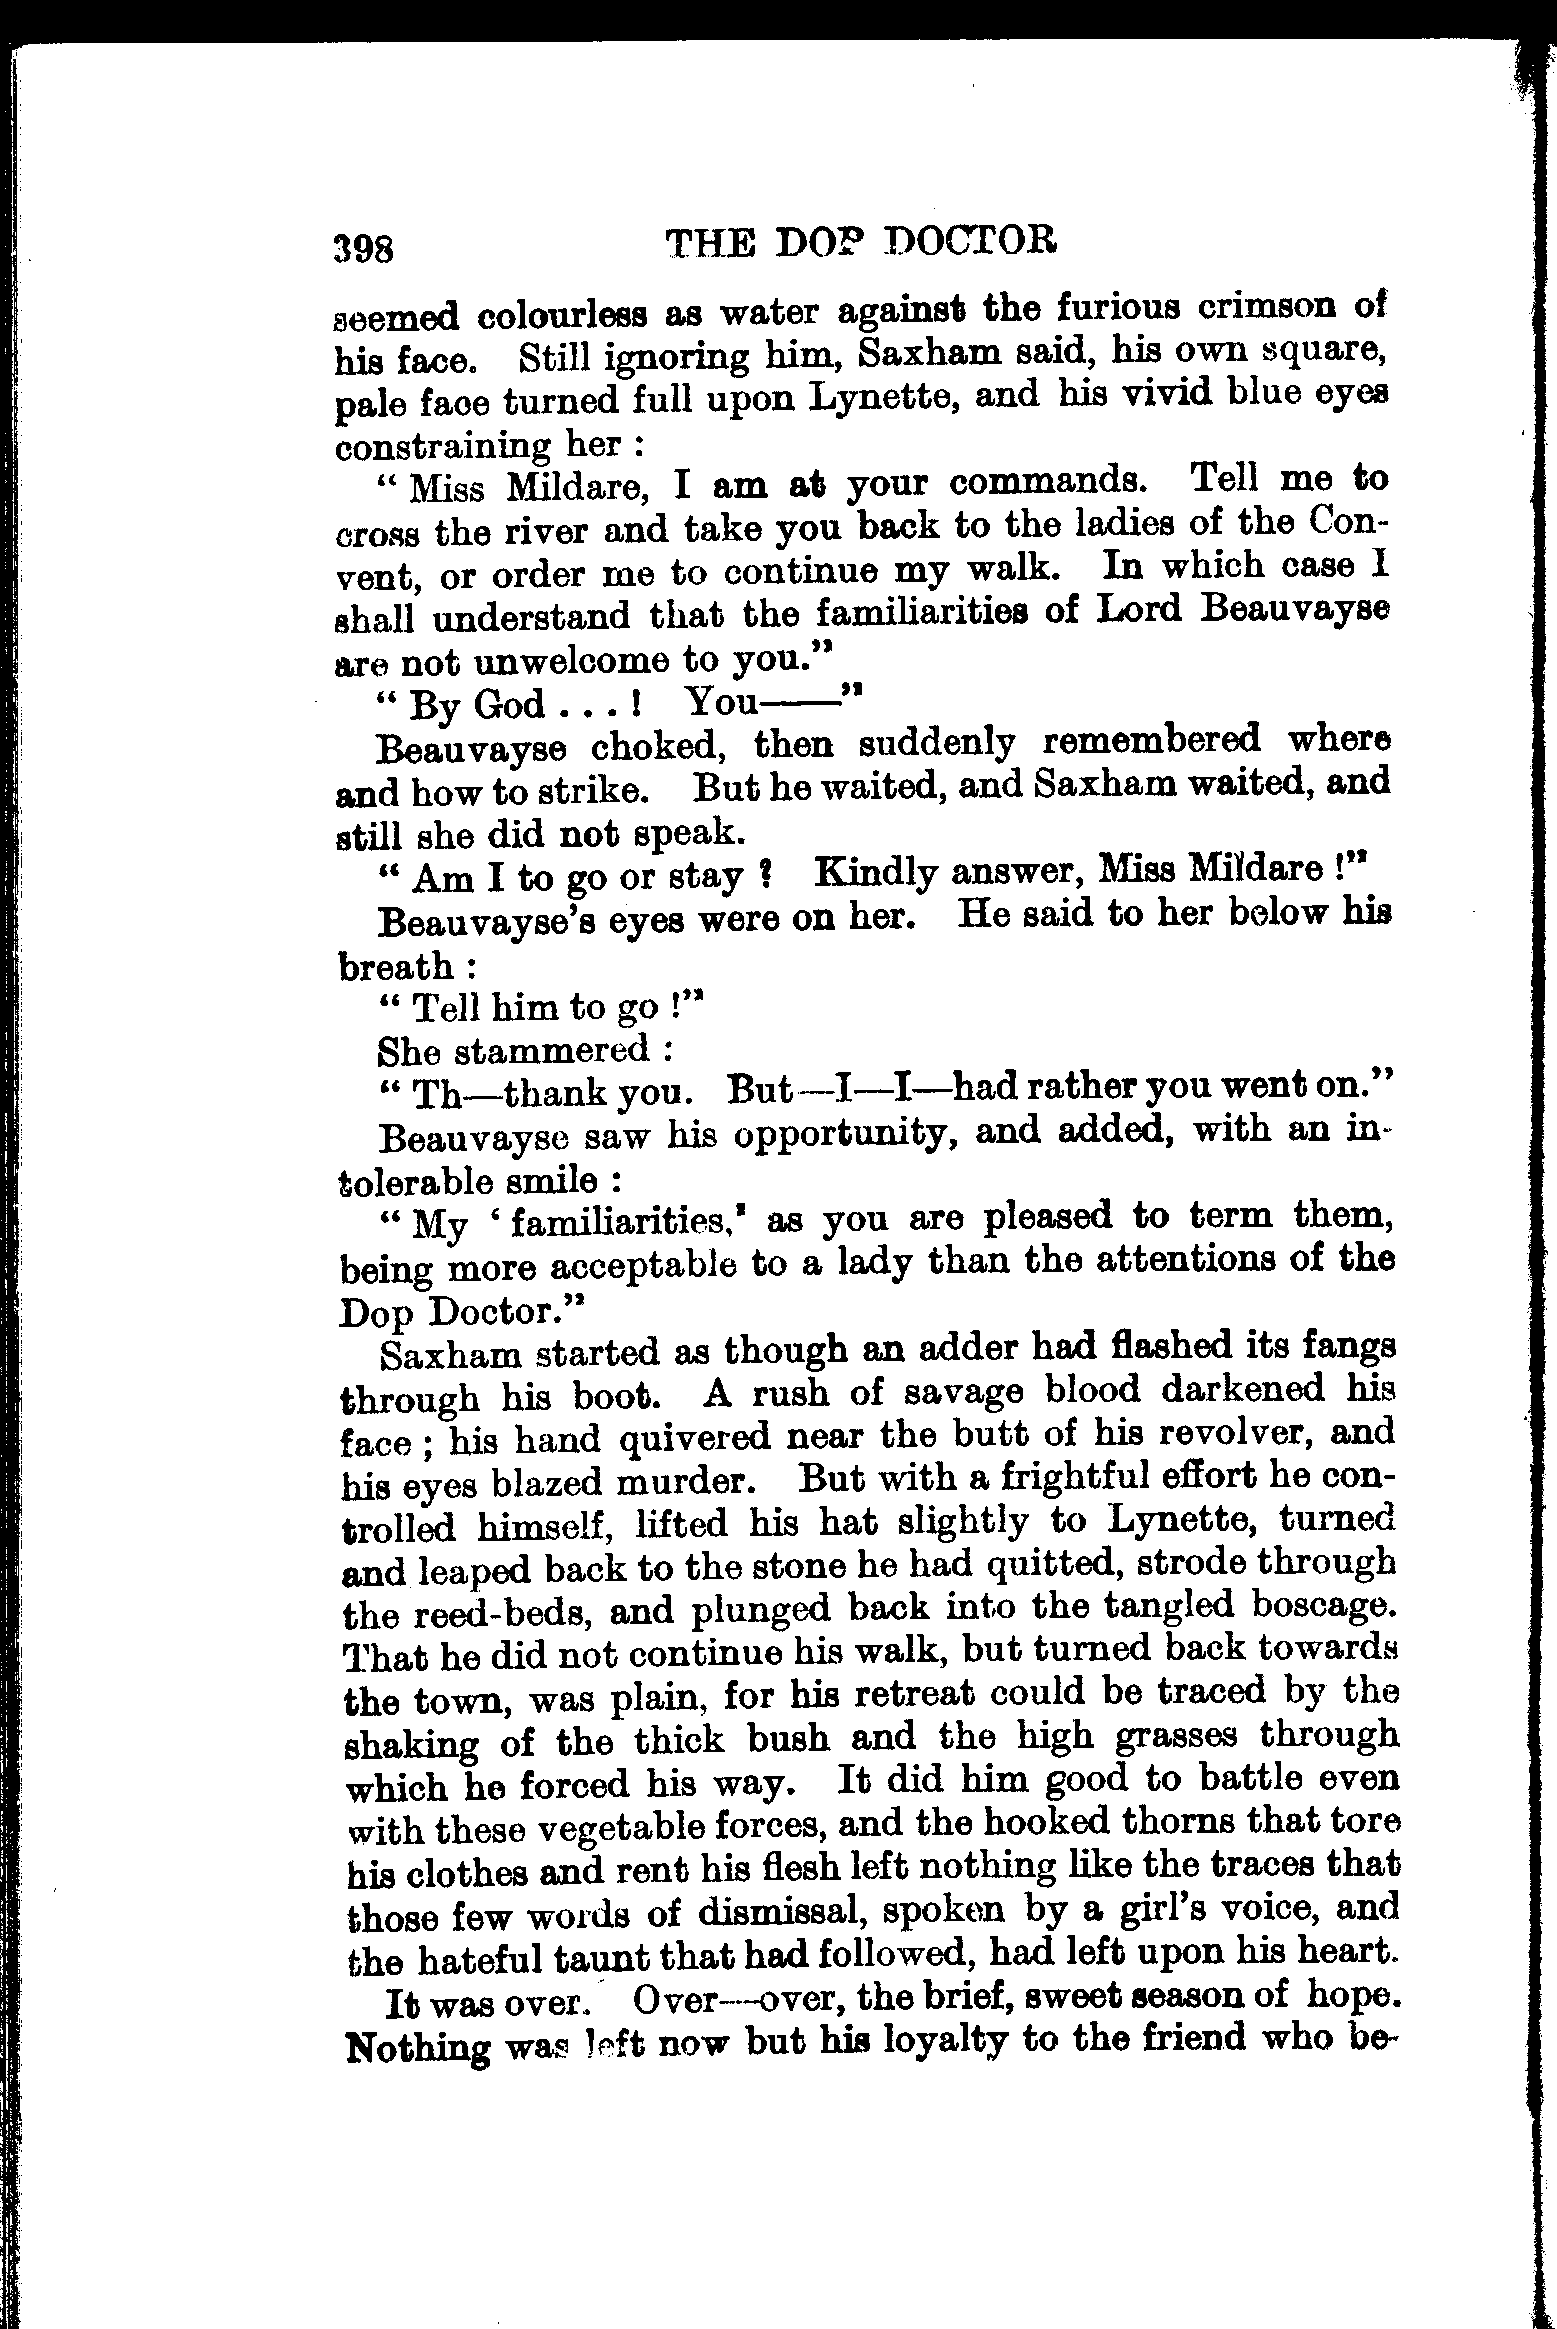 398 THE DOP DOCTOR
seemed colourless as water against the furious crimson of
his face. Still ignoring him, Saxham said, his own square,
pale face turned full upon Lynette, and his vivid blue eyes
constraining her :
“ Miss Mildare, I am at your commands. Tell me to
cross the river and take you back to the ladies of the Con-
vent, or order me to continue my walk. In which case I
shall understand that the familiarities of Lord Beauvayse
are not unwelcome to you.”
“ By God . . . ! You——”
Beauvayse choked, then suddenly remembered where
and how to strike. But he waited, and Saxham waited, and
still she did not speak.
“ Am I to go or stay ? Kindly answer, Miss Mildare !”
Beauvayse’s eyes were on her. He said to her below his
breath :
“ Tell him to go !”
She stammered :
“ Th—thank you. But—I—I—had rather you went on.”
Beauvayse saw his opportunity, and added, with an in-
tolerable smile :
“ My ‘ familiarities,’ as you are pleased to term them,
being more acceptable to a lady than the attentions of the
Dop Doctor.”
Saxham started as though an adder had flashed its fangs
through his boot. A rush of savage blood darkened his
face ; his hand quivered near the butt of his revolver, and
his eyes blazed murder. But with a frightful effort he con-
trolled himself, lifted his hat slightly to Lynette, turned
and leaped back to the stone he had quitted, strode through
the reed-beds, and plunged back into the tangled boscage.
That he did not continue his walk, but turned back towards
the town, was plain, for his retreat could be traced by the
shaking of the thick bush and the high grasses through
which he forced his way. It did him good to battle even
with these vegetable forces, and the hooked thorns that tore
his clothes and rent his flesh left nothing like the traces that
those few words of dismissal, spoken by a girl’s voice, and
the hateful taunt that had followed, had left upon his heart.
It was over. Over—over, the brief, sweet season of hope.
Nothing was left now but his loyalty to the friend who be-